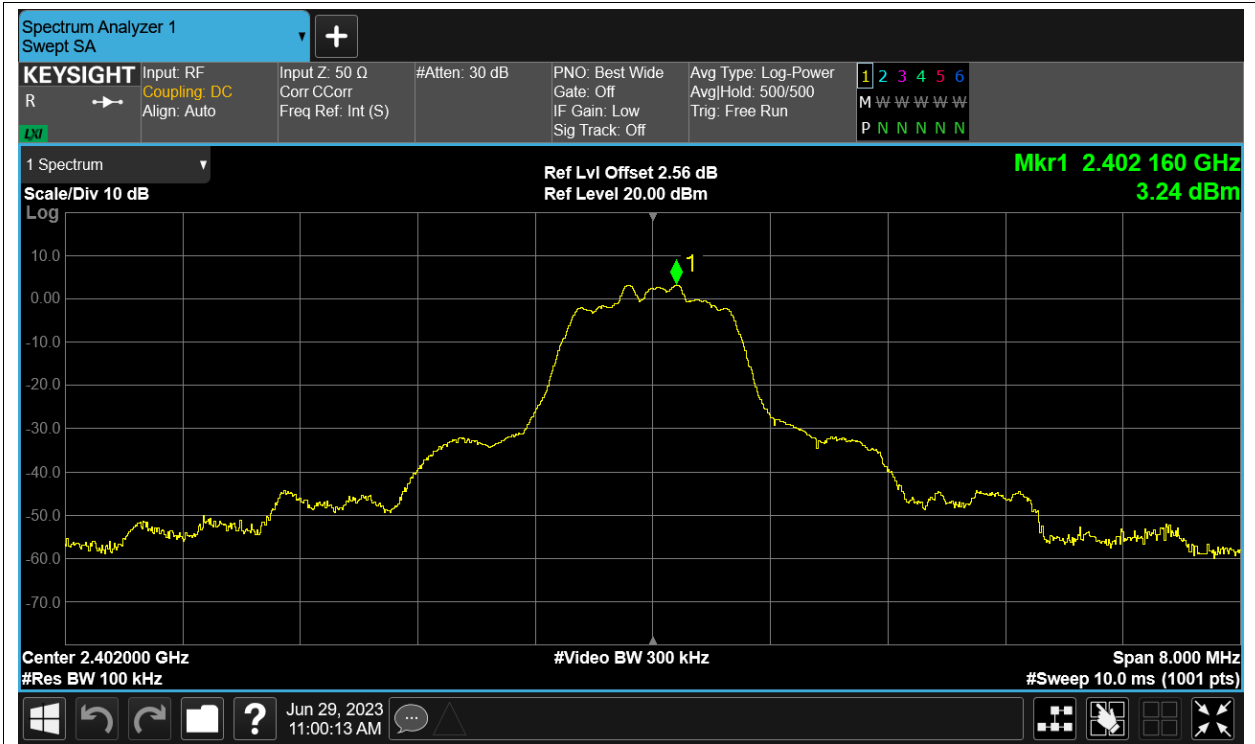 Spectrum Analyzer 1
Swept SA
KEYSIGHT
R
LXI
Input: RF
Coupling: DC
Align: Auto
Input Z: 50 Ω
Corr CCorr
Freq Ref: Int (S)
#Atten: 30 dB
PNO: Best Wide
Gate: Off
IF Gain: Low
Sig Track: Off
Avg Type: Log-Power
Avg|Hold: 500/500
Trig: Free Run
1 2 3 4 5 6
M W W W W W
P N N N N N
1 Spectrum
Scale/Div 10 dB
Ref Lvl Offset 2.56 dB
Ref Level 20.00 dBm
Mkr1 2.402 160 GHz
3.24 dBm
Log
10.0
0.00
-10.0
-20.0
-30.0
-40.0
-50.0
-60.0
-70.0
1
Center 2.402000 GHz
#Res BW 100 kHz
#Video BW 300 kHz
Span 8.000 MHz
#Sweep 10.0 ms (1001 pts)
?
Jun 29, 2023
11:00:13 AM